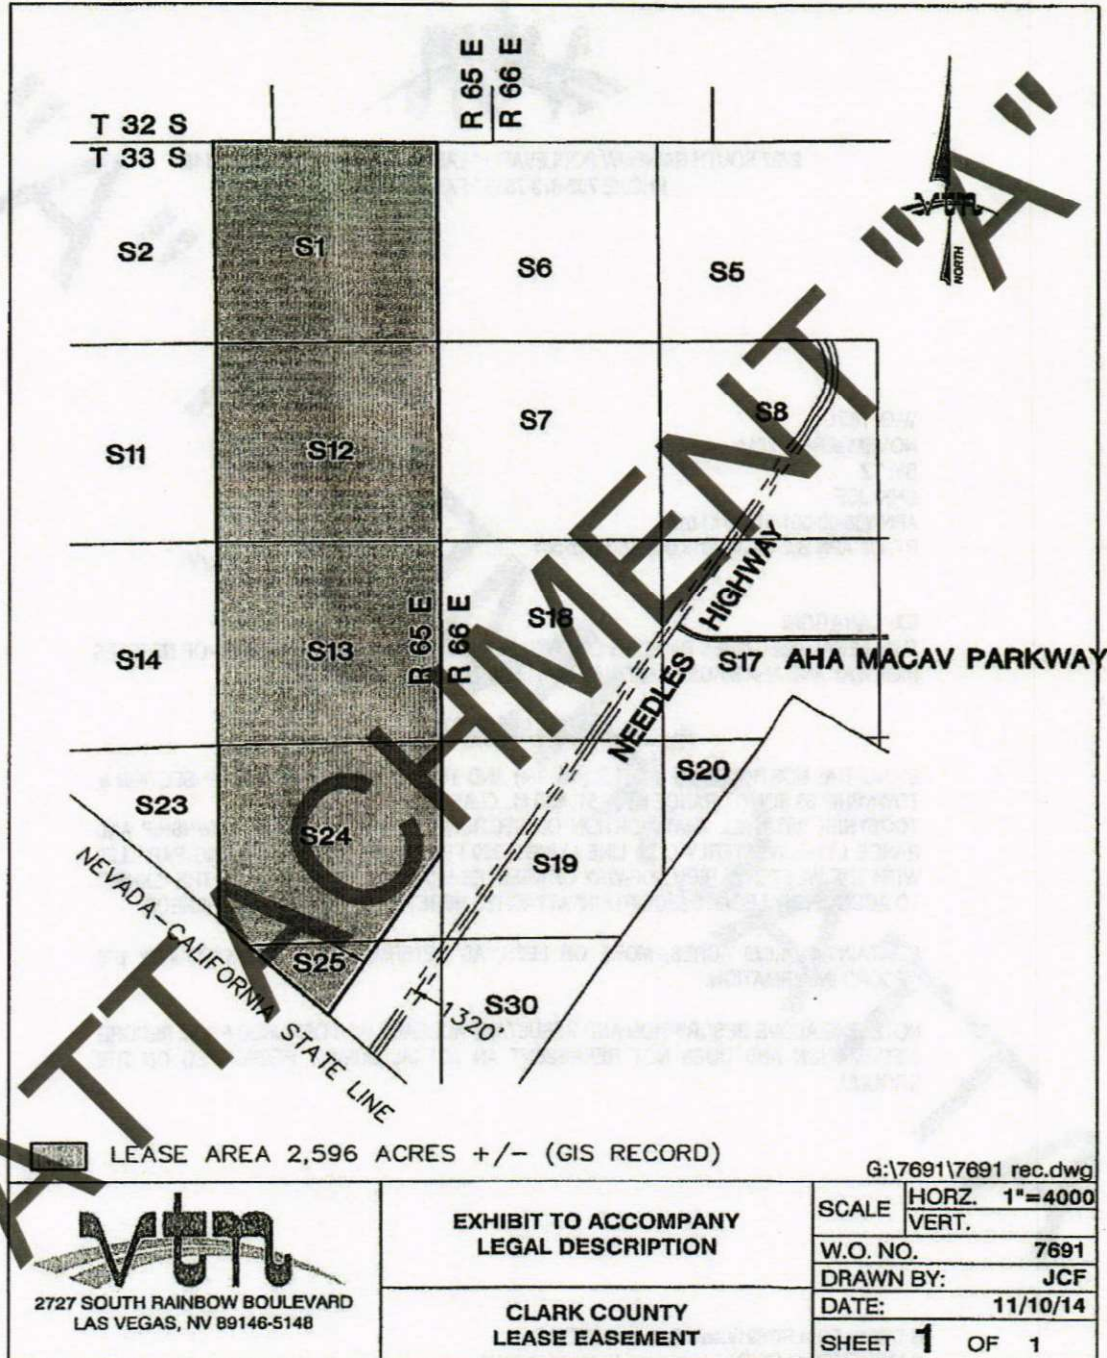 R 65 E
R 66 E
T 32 S
T 33 S
S2
S1
S6
S5
NORTH
S11
S12
S7
S8
S14
S13
R 65 E
R 66 E
S18
NEEDLES HIGHWAY
S17
AHA MACAV PARKWAY
S23
S24
S19
S20
S25
S30
1320'
NEVADA-CALIFORNIA STATE LINE
ATTACHMENT "A"
LEASE AREA 2,596 ACRES +/- (GIS RECORD)
G:\7691\7691 rec.dwg
vtn
2727 SOUTH RAINBOW BOULEVARD
LAS VEGAS, NV 89146-5148
EXHIBIT TO ACCOMPANY
LEGAL DESCRIPTION
CLARK COUNTY
LEASE EASEMENT
SCALE HORZ. 1"=4000
VERT.
W.O. NO. 7691
DRAWN BY: JCF
DATE: 11/10/14
SHEET 1 OF 1